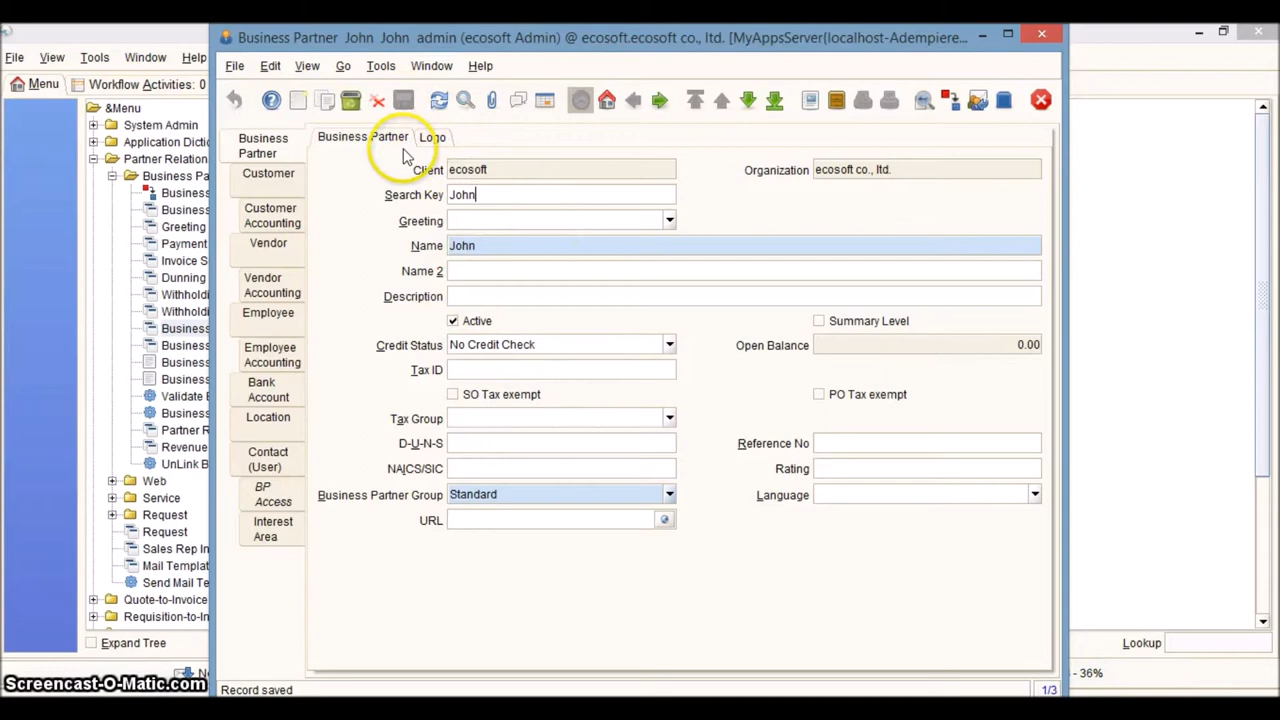 Business Partner John John admin (ecosoft Admin) @ ecosoft.ecosoft co., ltd. [MyAppsServer{localhost-Adempiere...
File Edit View Go Tools Window Help
File Tools Window Help
Menu Workflow Activities: 0
&Menu
System Admin
Application Dictio
Partner Relation
Business Pa
Business
Business
Greeting
Payment
Invoice S
Dunning
Withholdi
Withholdi
Business
Business
Business
Business
Validate B
Business
Partner R
Revenue
UnLink B
Web
Service
Request
Request
Sales Rep In
Mail Templat
Send Mail Te
Quote-to-Invoice
Requisition-to-In
Expand Tree
Business Partner
Customer
Customer Accounting
Vendor
Vendor Accounting
Employee
Employee Accounting
Bank Account
Location
Contact (User)
BP Access
Interest Area
Business Partner Logo
Client ecosoft Organization ecosoft co., ltd.
Search Key John
Greeting
Name John
Name 2
Description
Active Summary Level
Credit Status No Credit Check Open Balance 0.00
Tax ID
SO Tax exempt PO Tax exempt
Tax Group
D-U-N-S Reference No
NAICS/SIC Rating
Business Partner Group Standard Language
URL
Lookup
- 36%
Record saved 1/3
Screencast-O-Matic.com